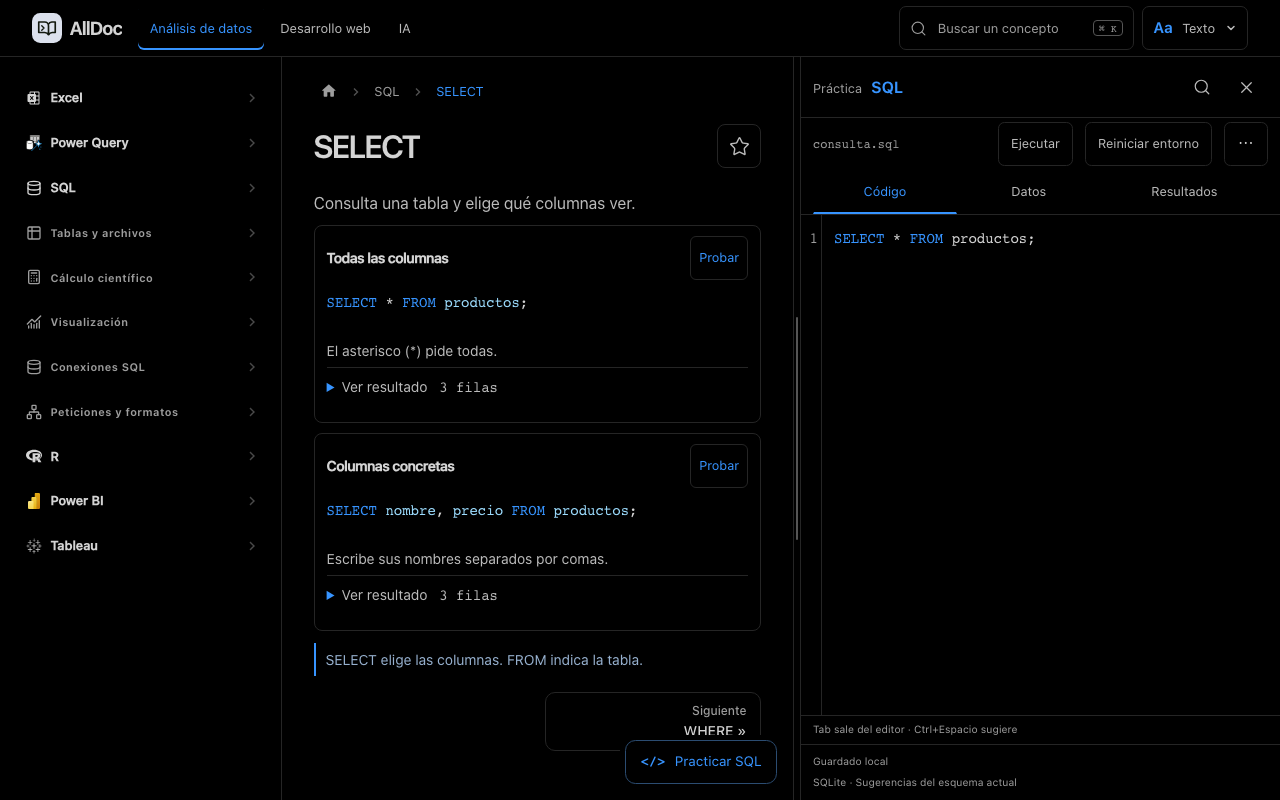 AllDoc
Análisis de datos
Desarrollo web
IA
Buscar un concepto
⌘ K
Aa Texto
Excel
Power Query
SQL
Tablas y archivos
Cálculo científico
Visualización
Conexiones SQL
Peticiones y formatos
R
Power BI
Tableau
SQL
SELECT
SELECT
Consulta una tabla y elige qué columnas ver.
Todas las columnas
Probar
SELECT * FROM productos;
El asterisco (*) pide todas.
Ver resultado 3 filas
Columnas concretas
Probar
SELECT nombre, precio FROM productos;
Escribe sus nombres separados por comas.
Ver resultado 3 filas
SELECT elige las columnas. FROM indica la tabla.
Siguiente
WHERE »
</> Practicar SQL
Práctica SQL
consulta.sql
Ejecutar
Reiniciar entorno
...
Código
Datos
Resultados
1 SELECT * FROM productos;
Tab sale del editor · Ctrl+Espacio sugiere
Guardado local
SQLite · Sugerencias del esquema actual